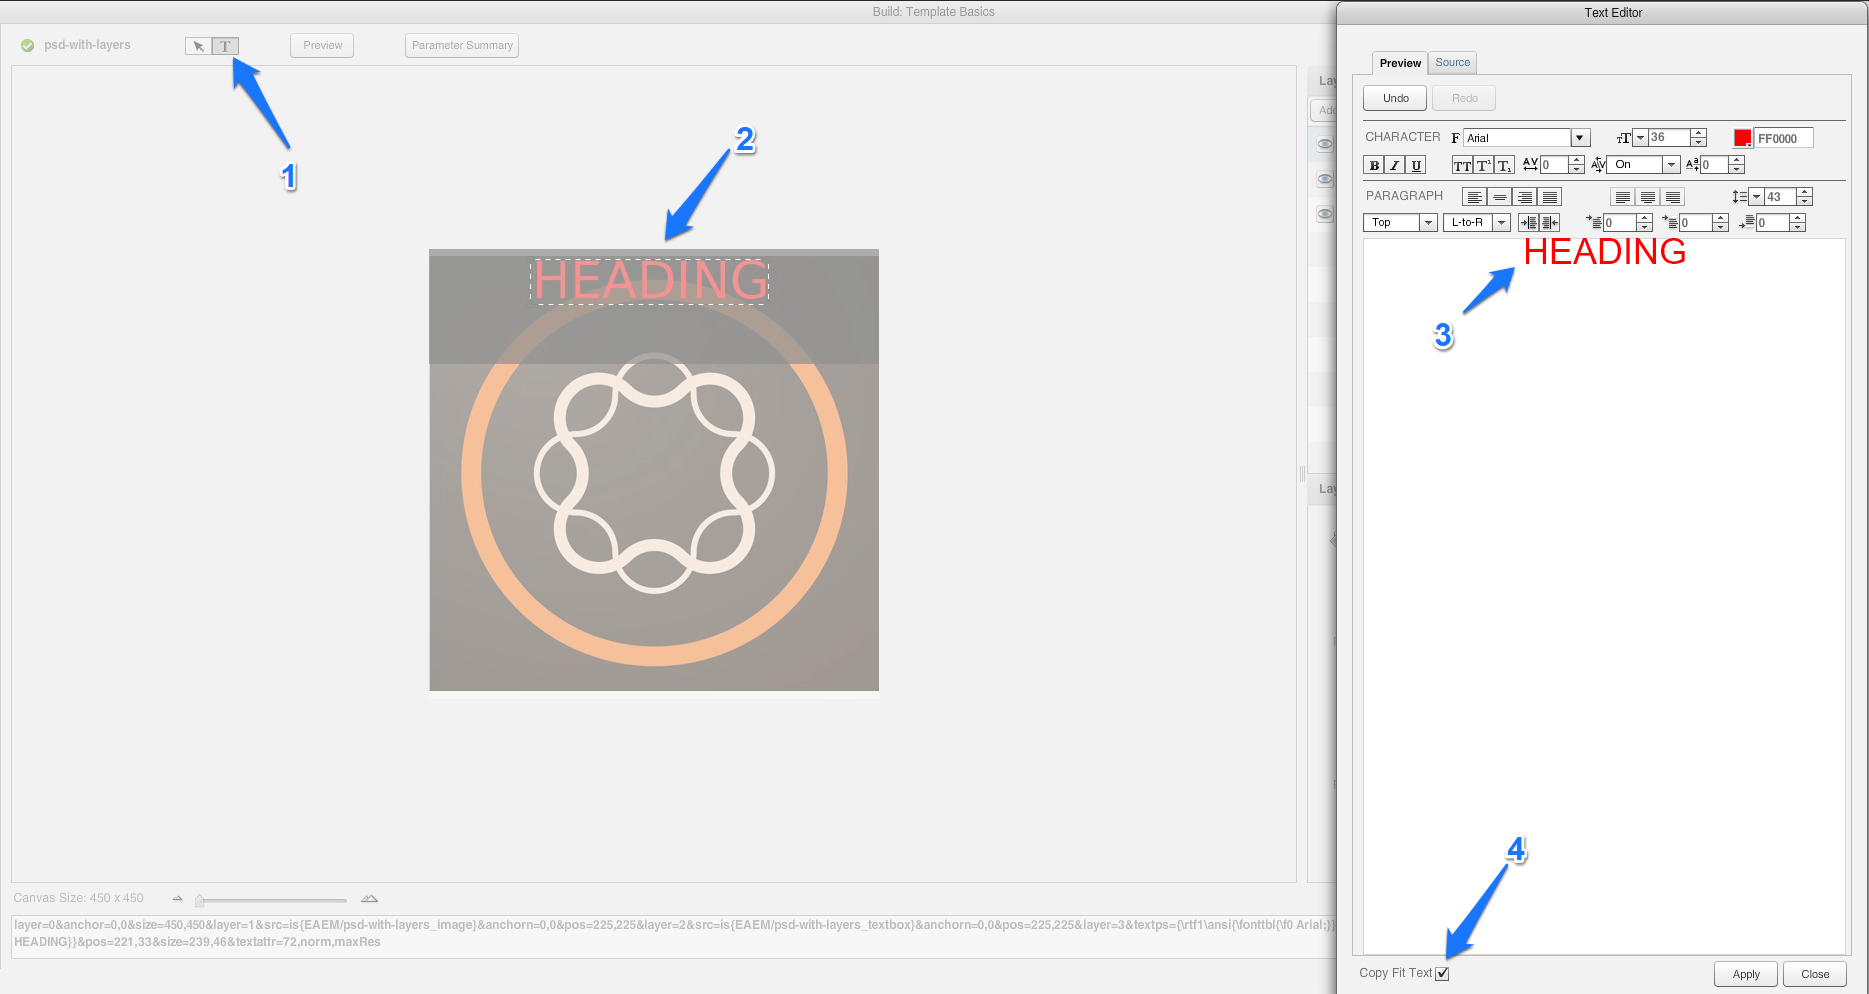 Build: Template Basics
psd-with-layers
T
Preview
Parameter Summary
1
2
HEADING
Canvas Size: 450 x 450
layer=0&anchor=0,0&size=450,450&layer=1&src=is{EAEM/psd-with-layers_image}&anchorn=0,0&pos=225,225&layer=2&src=is{EAEM/psd-with-layers_textbox}&anchorn=0,0&pos=225,225&layer=3&textps={\rtf1\ansi{\fonttbl{\f0 Arial;}}
HEADING}}&pos=221,33&size=239,46&textattr=72,norm,maxRes
Lay
Add
Lay
Text Editor
Preview Source
Undo Redo
CHARACTER F Arial TT 36 FF0000
B I U TT T¹ T₁ AV 0 On 0
PARAGRAPH 43
Top L-to-R 0 0 0
HEADING
3
4
Copy Fit Text Apply Close